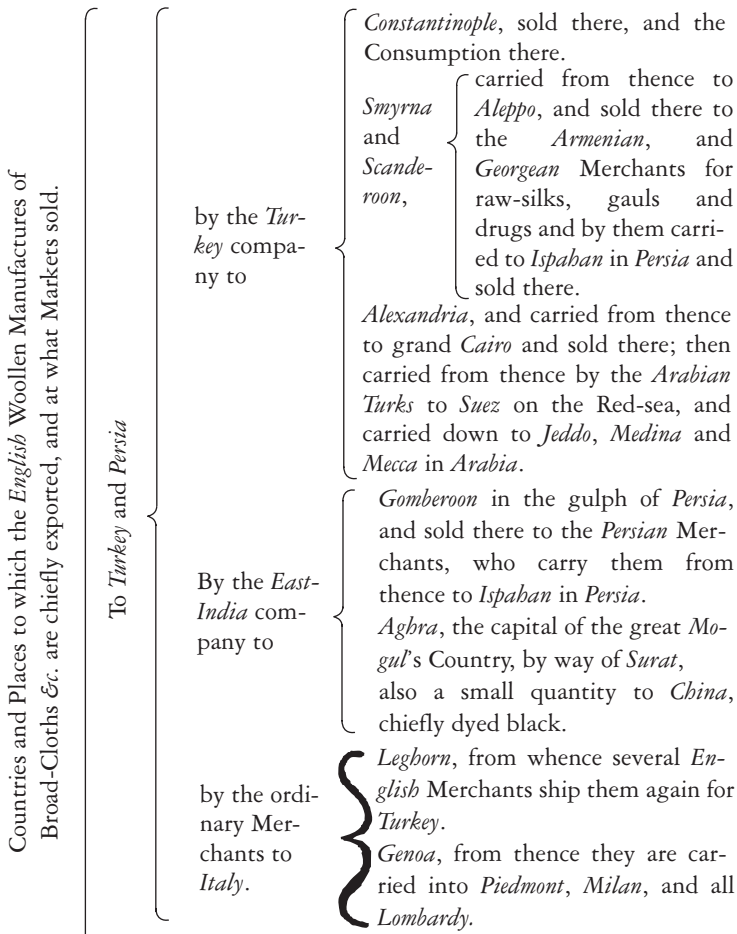 Countries and Places to which the English Woollen Manufactures of
Broad-Cloths &c. are chiefly exported, and at what Markets sold.
To Turkey and Persia
by the Tur-
key compa-
ny to
Constantinople, sold there, and the
Consumption there.
Smyrna
and
Scande-
roon,
carried from thence to
Aleppo, and sold there to
the Armenian, and
Georgean Merchants for
raw-silks, gauls and
drugs and by them carri-
ed to Ispahan in Persia and
sold there.
Alexandria, and carried from thence
to grand Cairo and sold there; then
carried from thence by the Arabian
Turks to Suez on the Red-sea, and
carried down to Jeddo, Medina and
Mecca in Arabia.
By the East-
India com-
pany to
Gomberoon in the gulph of Persia,
and sold there to the Persian Mer-
chants, who carry them from
thence to Ispahan in Persia.
Aghra, the capital of the great Mo-
gul's Country, by way of Surat,
also a small quantity to China,
chiefly dyed black.
by the ordi-
nary Mer-
chants to
Italy.
Leghorn, from whence several En-
glish Merchants ship them again for
Turkey.
Genoa, from thence they are car-
ried into Piedmont, Milan, and all
Lombardy.